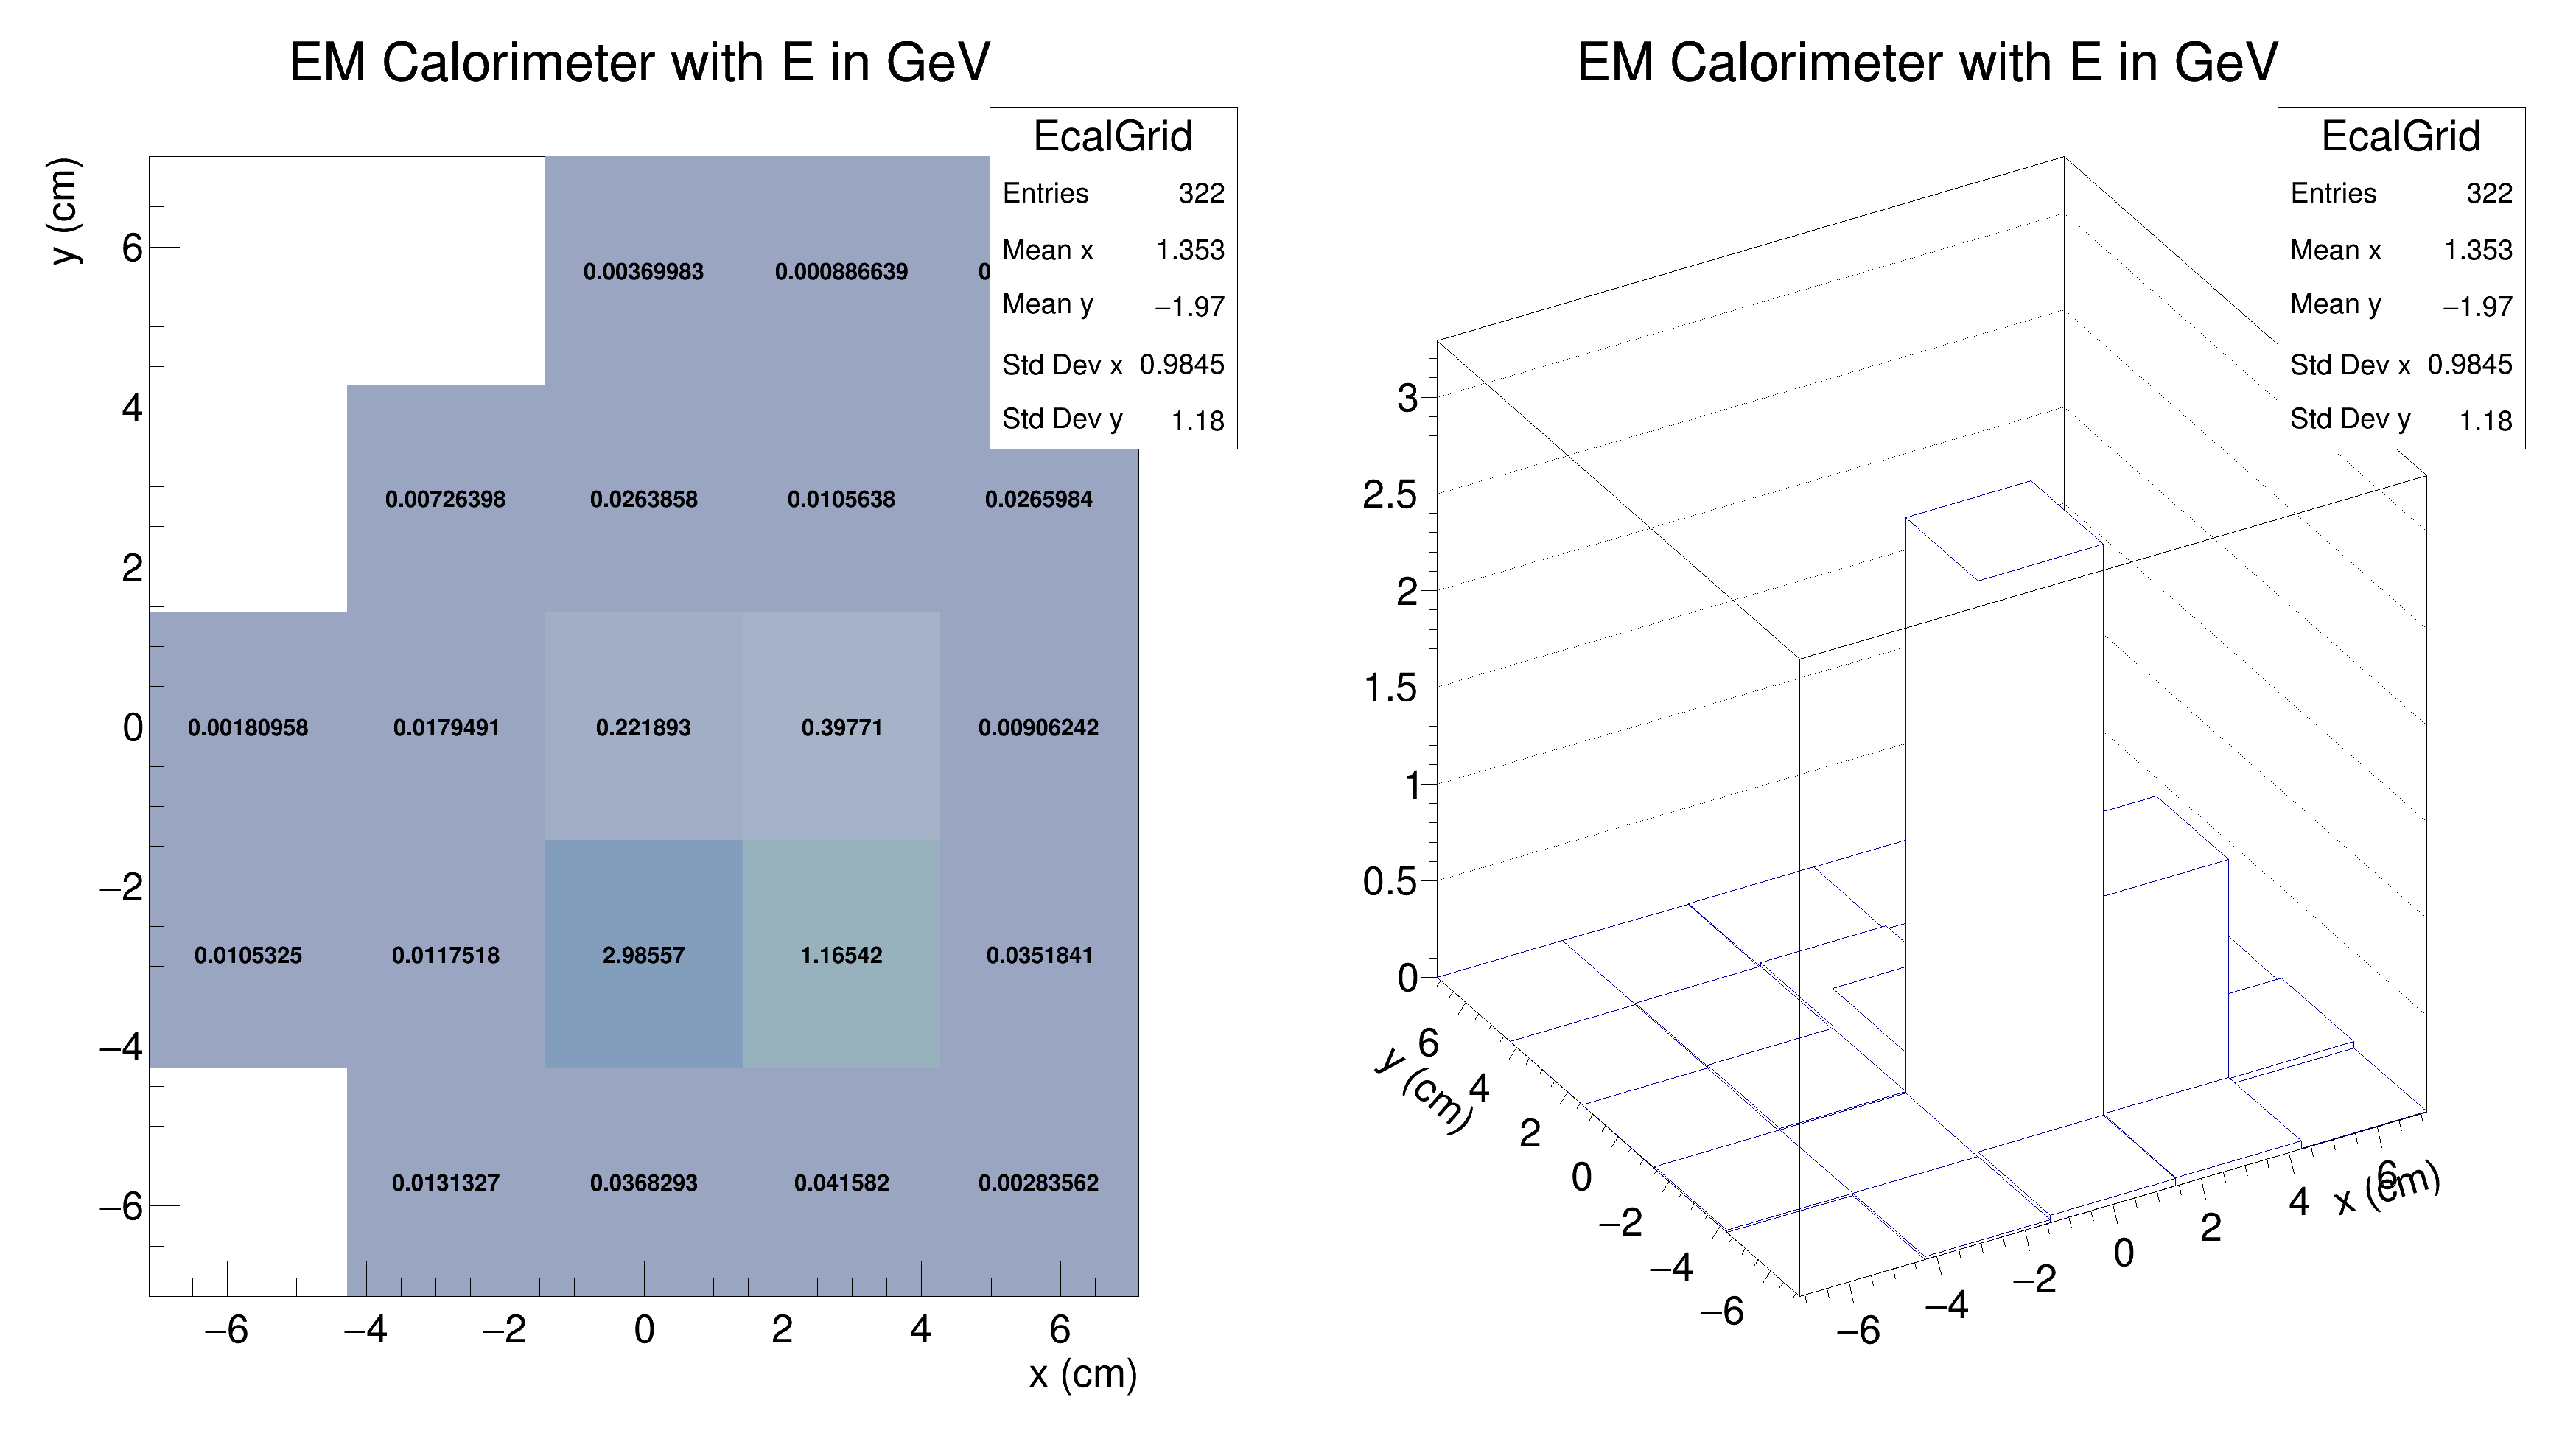 EM Calorimeter with E in GeV
EcalGrid
Entries 322
Mean x 1.353
Mean y −1.97
Std Dev x 0.9845
Std Dev y 1.18
y (cm)
6
4
2
0
−2
−4
−6
0.00369983 0.000886639 0
0.00726398 0.0263858 0.0105638 0.0265984
0.00180958 0.0179491 0.221893 0.39771 0.00906242
0.0105325 0.0117518 2.98557 1.16542 0.0351841
0.0131327 0.0368293 0.041582 0.00283562
−6 −4 −2 0 2 4 6
x (cm)
EM Calorimeter with E in GeV
EcalGrid
Entries 322
Mean x 1.353
Mean y −1.97
Std Dev x 0.9845
Std Dev y 1.18
3
2.5
2
1.5
1
0.5
0
6
4
2
0
−2
−4
−6
y (cm)
−6 −4 −2 0 2 4 6
x (cm)